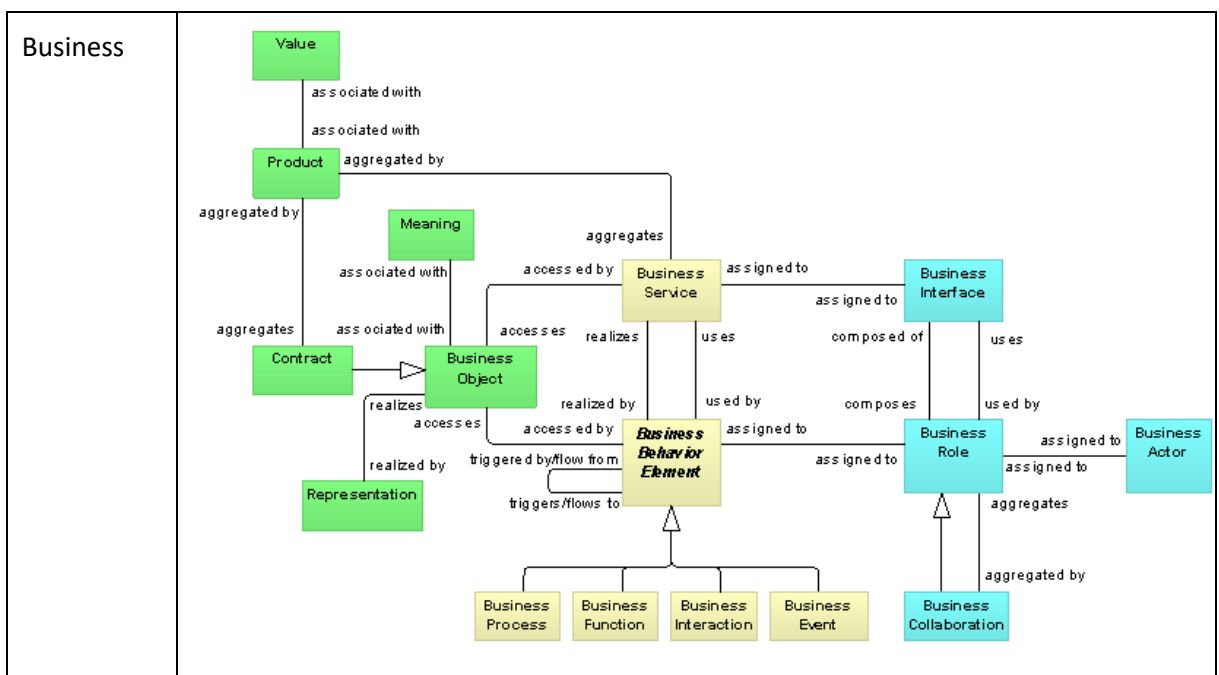 Business
Value
associated with
associated with
Product
aggregated by
aggregated by
Meaning
aggregates
associated with
accessed by
Business
Service
assigned to
Business
Interface
assigned to
aggregates
associated with
accesses
realizes
uses
composed of
uses
Contract
Business
Object
realizes
accesses
realized by
used by
composes
used by
accessed by
Business
Behavior
Element
assigned to
Business
Role
assigned to
Business
Actor
triggered by/flow from
assigned to
assigned to
realized by
Representation
triggers/flows to
aggregates
aggregated by
Business
Process
Business
Function
Business
Interaction
Business
Event
Business
Collaboration